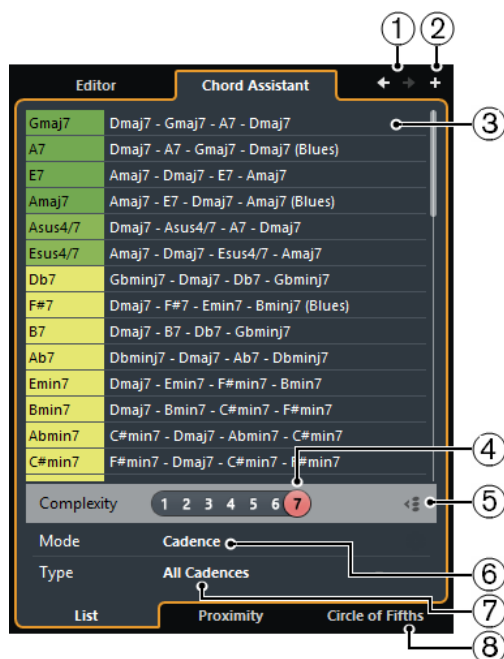 ① ②
Editor Chord Assistant
Gmaj7 Dmaj7 - Gmaj7 - A7 - Dmaj7 ③
A7 Dmaj7 - A7 - Gmaj7 - Dmaj7 (Blues)
E7 Amaj7 - Dmaj7 - E7 - Amaj7
Amaj7 Amaj7 - E7 - Dmaj7 - Amaj7 (Blues)
Asus4/7 Dmaj7 - Asus4/7 - A7 - Dmaj7
Esus4/7 Amaj7 - Dmaj7 - Esus4/7 - Amaj7
Db7 Gbminj7 - Dmaj7 - Db7 - Gbminj7
F#7 Dmaj7 - F#7 - Emin7 - Bminj7 (Blues)
B7 Dmaj7 - B7 - Db7 - Gbminj7
Ab7 Dbminj7 - Dmaj7 - Ab7 - Dbminj7
Emin7 Dmaj7 - Emin7 - F#min7 - Bmin7
Bmin7 Dmaj7 - Bmin7 - C#min7 - F#min7
Abmin7 C#min7 - Dmaj7 - Abmin7 - C#min7
C#min7 F#min7 - Dmaj7 - C#min7 - F#min7
④
Complexity 1 2 3 4 5 6 7 ⑤
Mode Cadence ⑥
Type All Cadences ⑦
List Proximity Circle of Fifths
⑧